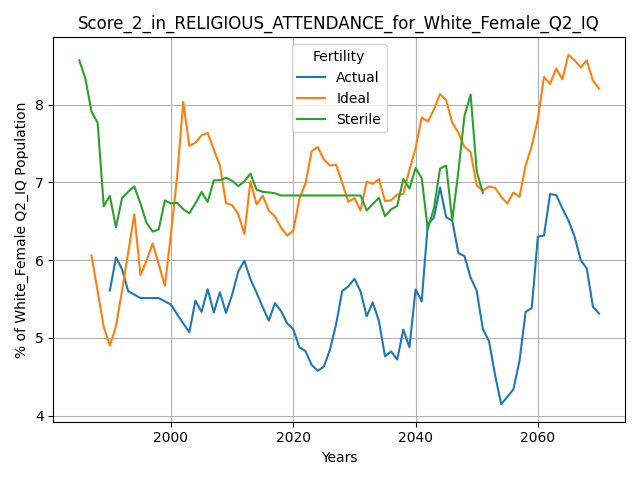 Score_2_in_RELIGIOUS_ATTENDANCE_for_White_Female_Q2_IQ
Fertility
Actual
Ideal
Sterile
% of White_Female Q2_IQ Population
8
7
6
5
4
2000
2020
2040
2060
Years